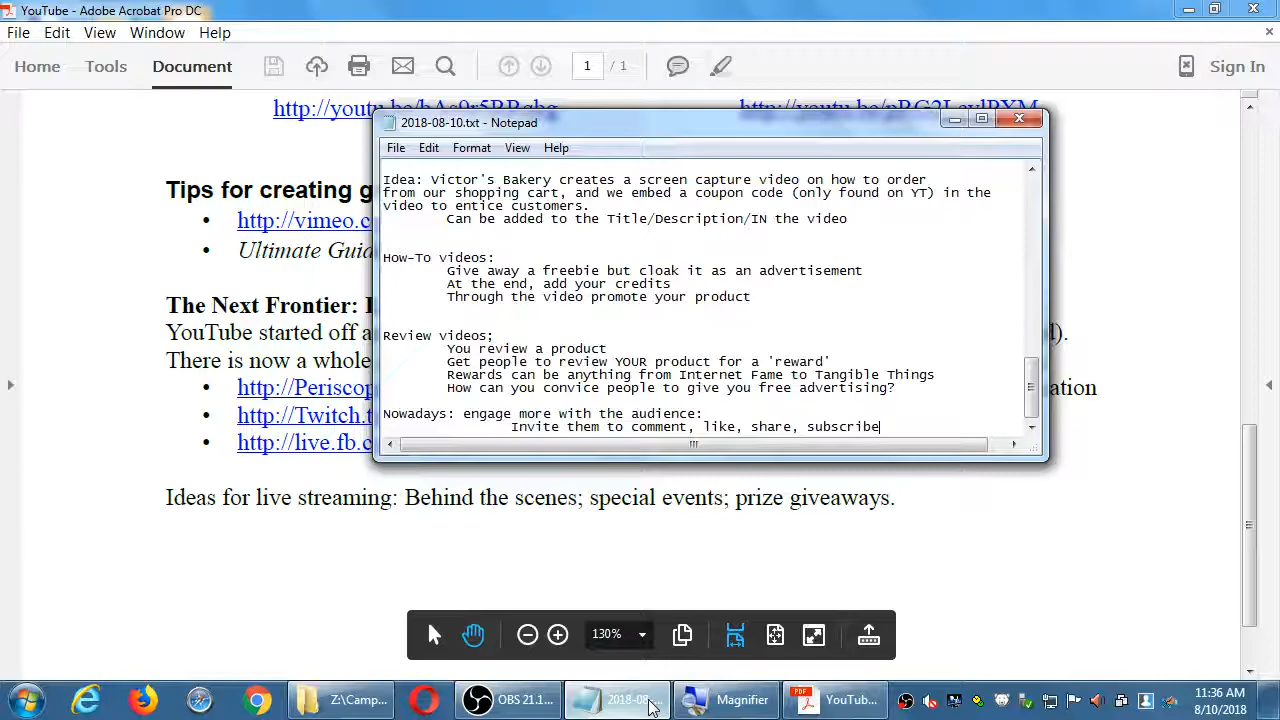 YouTube - Adobe Acrobat Pro DC
File Edit View Window Help
Home Tools Document 1 / 1 Sign In
2018-08-10.txt - Notepad
File Edit Format View Help
Idea: Victor's Bakery creates a screen capture video on how to order
from our shopping cart, and we embed a coupon code (only found on YT) in the
video to entice customers.
Can be added to the Title/Description/IN the video
How-To videos:
Give away a freebie but cloak it as an advertisement
At the end, add your credits
Through the video promote your product
Review videos;
You review a product
Get people to review YOUR product for a 'reward'
Rewards can be anything from Internet Fame to Tangible Things
How can you convice people to give you free advertising?
Nowadays: engage more with the audience:
Invite them to comment, like, share, subscribe
Tips for creating g
http://vimeo.c
Ultimate Guid
The Next Frontier:
YouTube started off a d).
There is now a whole
http://Periscop ation
http://Twitch.t
http://live.fb.c
Ideas for live streaming: Behind the scenes; special events; prize giveaways.
130%
Z:\Camp... OBS 21.1... 2018-08-... Magnifier YouTub...
11:36 AM
8/10/2018